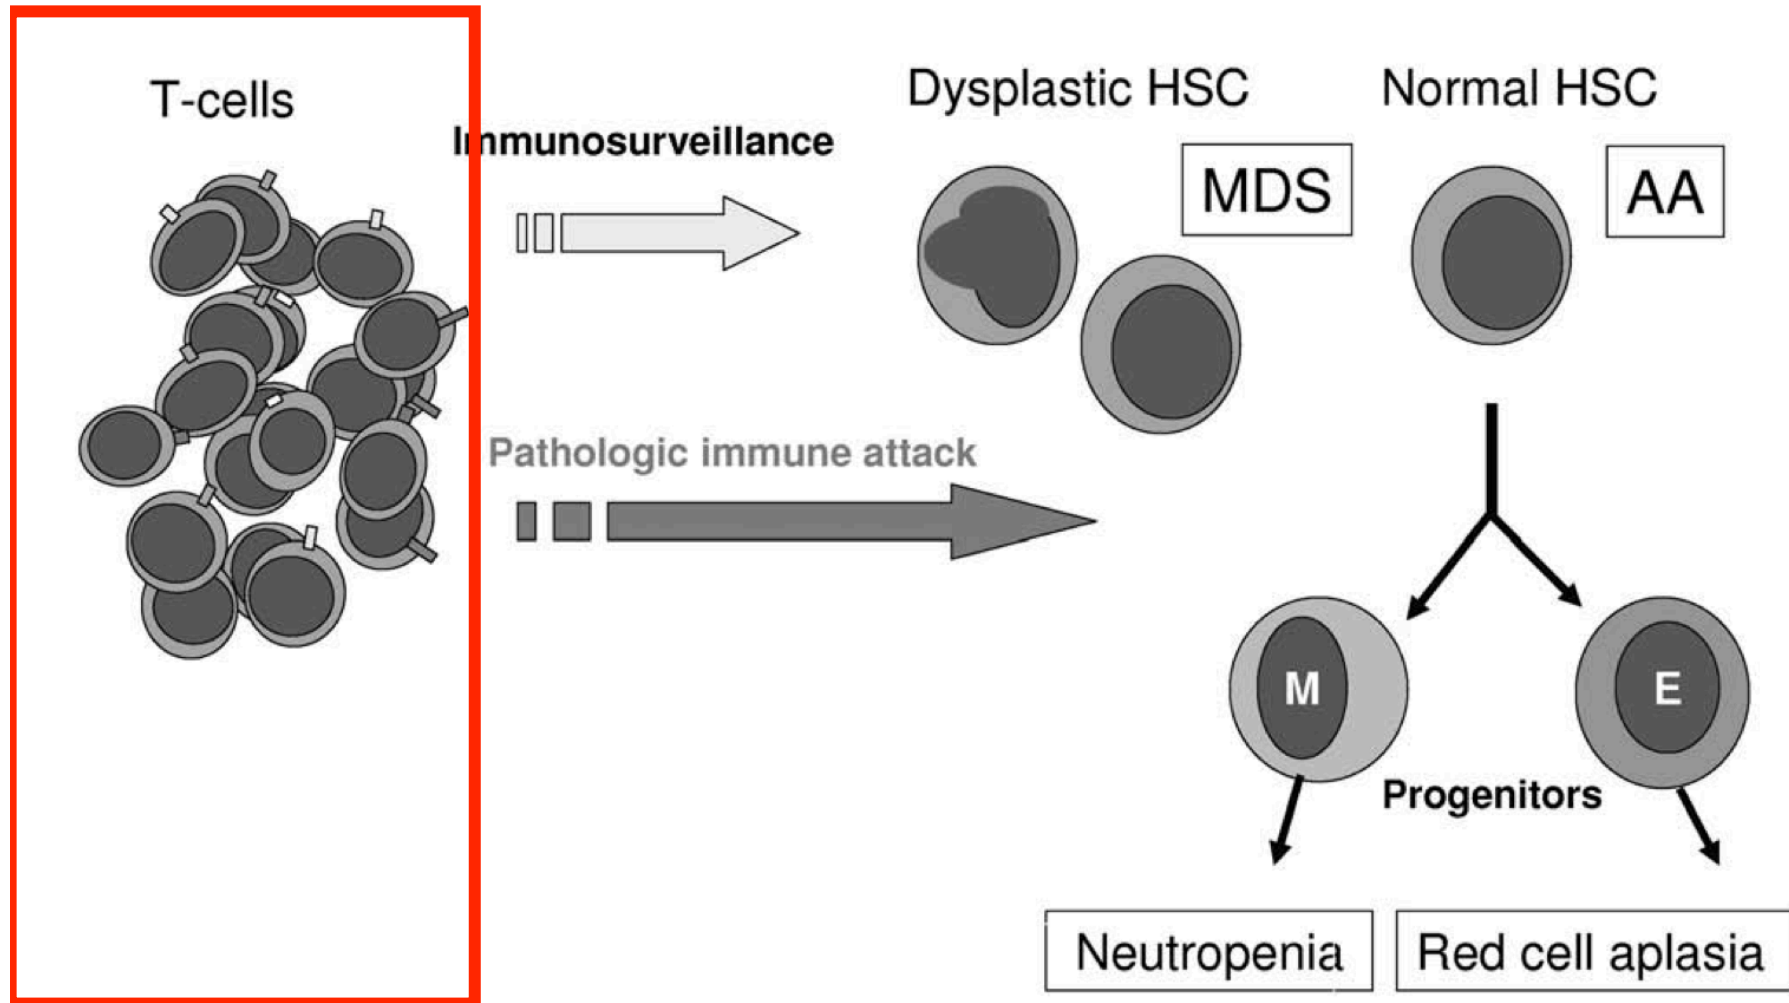 T-cells
Immunosurveillance
Dysplastic HSC
Normal HSC
MDS
AA
Pathologic immune attack
M
E
Progenitors
Neutropenia
Red cell aplasia